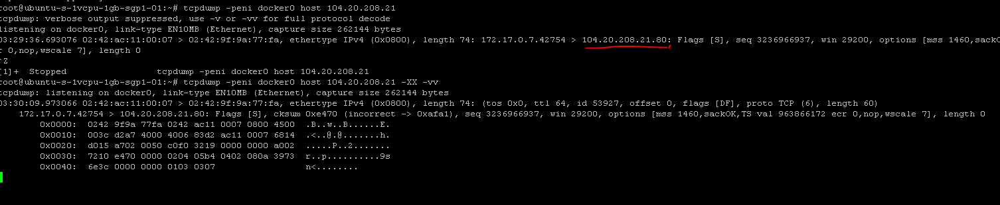 root@ubuntu-s-1vcpu-1gb-sgp1-01:~# tcpdump -peni docker0 host 104.20.208.21
tcpdump: verbose output suppressed, use -v or -vv for full protocol decode
listening on docker0, link-type EN10MB (Ethernet), capture size 262144 bytes
03:29:36.693076 02:42:ac:11:00:07 > 02:42:9f:9a:77:fa, ethertype IPv4 (0x0800), length 74: 172.17.0.7.42754 > 104.20.208.21.80: Flags [S], seq 3236966937, win 29200, options [mss 1460,sackO
r 0,nop,wscale 7], length 0
^Z
[1]+  Stopped                 tcpdump -peni docker0 host 104.20.208.21
root@ubuntu-s-1vcpu-1gb-sgp1-01:~# tcpdump -peni docker0 host 104.20.208.21 -XX -vv
tcpdump: listening on docker0, link-type EN10MB (Ethernet), capture size 262144 bytes
03:30:09.973066 02:42:ac:11:00:07 > 02:42:9f:9a:77:fa, ethertype IPv4 (0x0800), length 74: (tos 0x0, ttl 64, id 53927, offset 0, flags [DF], proto TCP (6), length 60)
    172.17.0.7.42754 > 104.20.208.21.80: Flags [S], cksum 0xe470 (incorrect -> 0xafa1), seq 3236966937, win 29200, options [mss 1460,sackOK,TS val 963866172 ecr 0,nop,wscale 7], length 0
        0x0000:  0242 9f9a 77fa 0242 ac11 0007 0800 4500  .B..w..B......E.
        0x0010:  003c d2a7 4000 4006 83d2 ac11 0007 6814  .<..@.@.......h.
        0x0020:  d015 a702 0050 c0f0 3219 0000 0000 a002  .....P..2.......
        0x0030:  7210 e470 0000 0204 05b4 0402 080a 3973  r..p..........9s
        0x0040:  6e3c 0000 0000 0103 0307                 n<........